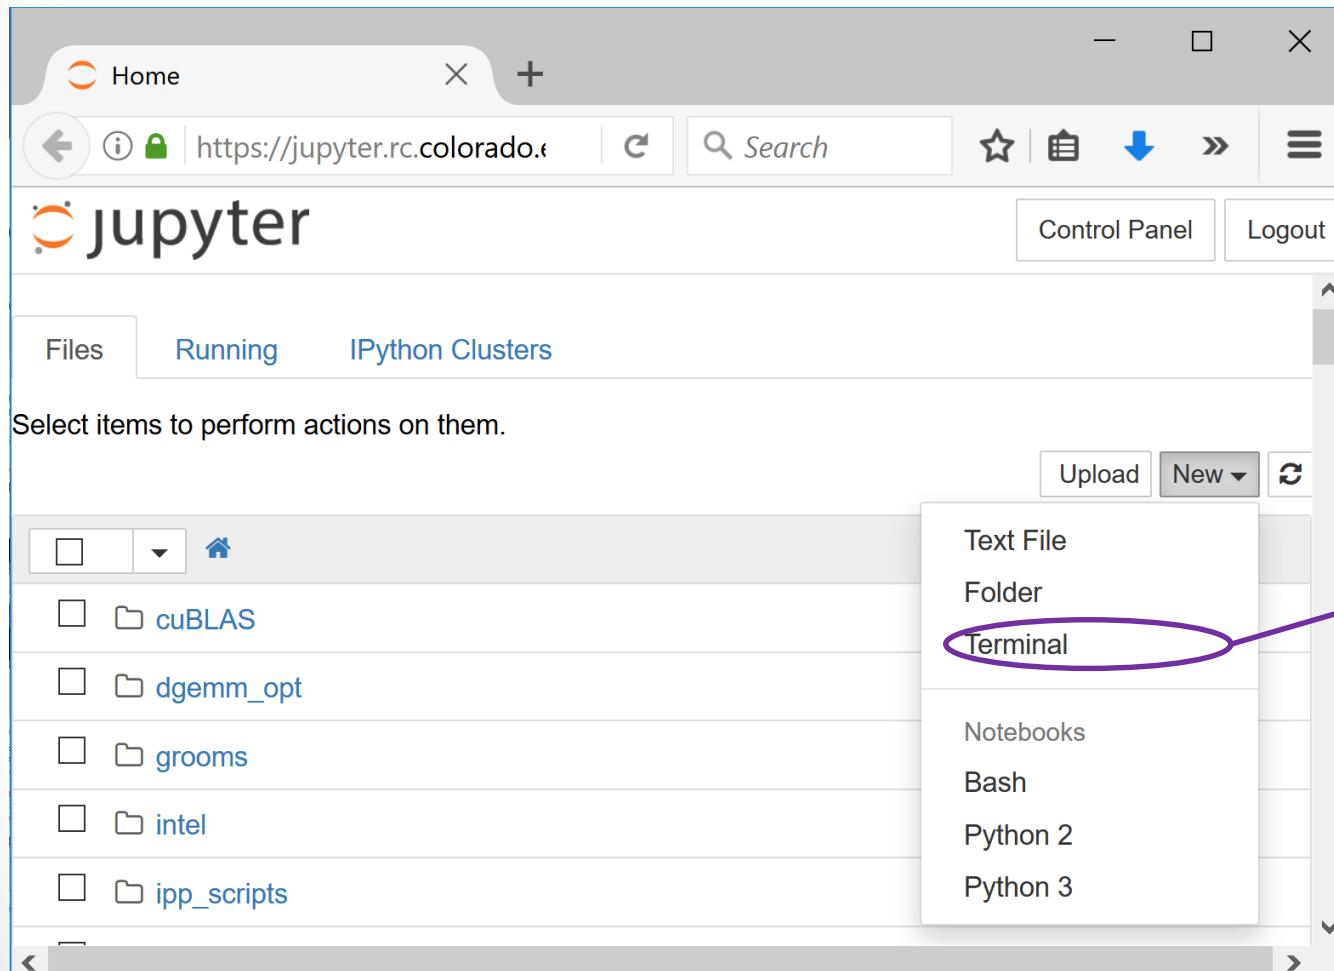 Home
https://jupyter.rc.colorado.e
Search
jupyter
Control Panel
Logout
Files
Running
IPython Clusters
Select items to perform actions on them.
Upload
New
Text File
Folder
Terminal
Notebooks
Bash
Python 2
Python 3
cuBLAS
dgemm_opt
grooms
intel
ipp_scripts